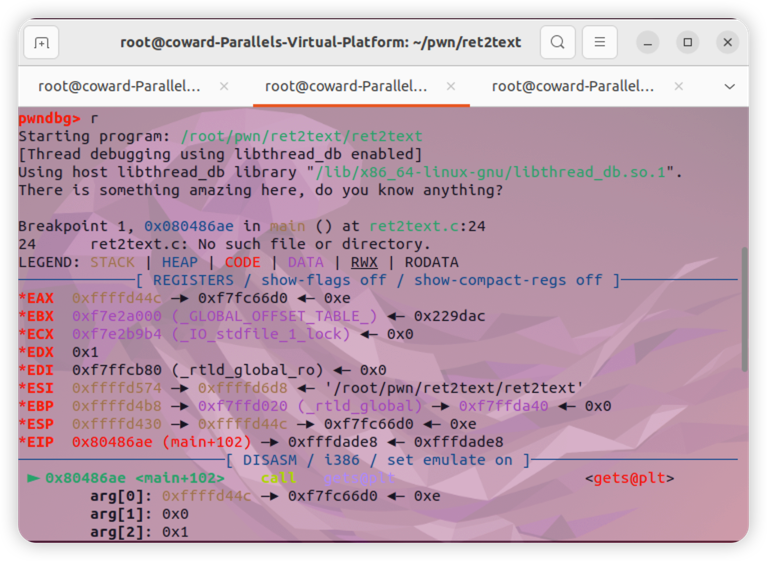 root@coward-Parallels-Virtual-Platform: ~/pwn/ret2text
root@coward-Parallel... × root@coward-Parallel... × root@coward-Parallel... ×
pwndbg> r
Starting program: /root/pwn/ret2text/ret2text
[Thread debugging using libthread_db enabled]
Using host libthread_db library "/lib/x86_64-linux-gnu/libthread_db.so.1".
There is something amazing here, do you know anything?
Breakpoint 1, 0x080486ae in main () at ret2text.c:24
24      ret2text.c: No such file or directory.
LEGEND: STACK | HEAP | CODE | DATA | RWX | RODATA
[ REGISTERS / show-flags off / show-compact-regs off ]
*EAX  0xffffd44c —▸ 0xf7fc66d0 ◂— 0xe
*EBX  0xf7e2a000 (_GLOBAL_OFFSET_TABLE_) ◂— 0x229dac
*ECX  0xf7e2b9b4 (_IO_stdfile_1_lock) ◂— 0x0
*EDX  0x1
*EDI  0xf7ffcb80 (_rtld_global_ro) ◂— 0x0
*ESI  0xffffd574 —▸ 0xffffd6d8 ◂— '/root/pwn/ret2text/ret2text'
*EBP  0xffffd4b8 —▸ 0xf7ffd020 (_rtld_global) —▸ 0xf7ffda40 ◂— 0x0
*ESP  0xffffd430 —▸ 0xffffd44c —▸ 0xf7fc66d0 ◂— 0xe
*EIP  0x80486ae (main+102) —▸ 0xfffdade8 ◂— 0xfffdade8
[ DISASM / i386 / set emulate on ]
► 0x80486ae <main+102>    call   gets@plt                     <gets@plt>
        arg[0]: 0xffffd44c —▸ 0xf7fc66d0 ◂— 0xe
        arg[1]: 0x0
        arg[2]: 0x1